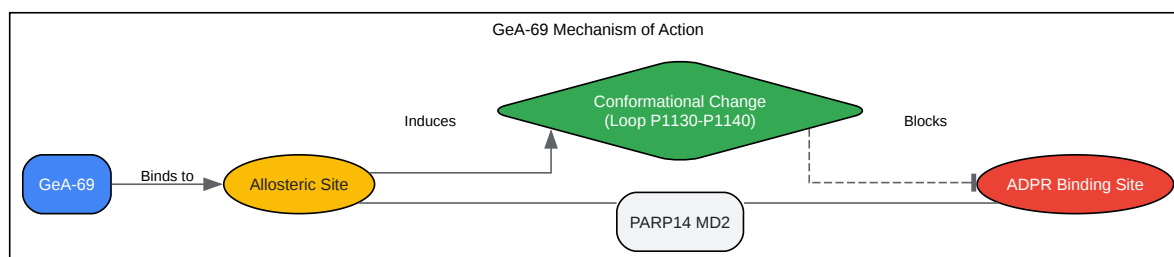 GeA-69 Mechanism of Action
Conformational Change
(Loop P1130-P1140)
Induces
Blocks
GeA-69
Binds to
Allosteric Site
ADPR Binding Site
PARP14 MD2